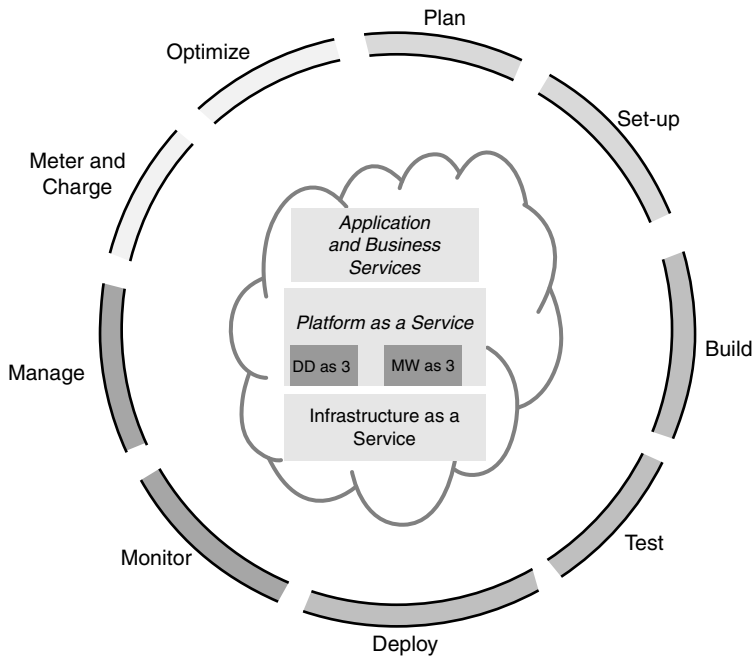 Plan
Optimize
Set-up
Meter and
Charge
Application
and Business
Services
Platform as a Service
DD as 3
MW as 3
Build
Manage
Infrastructure as a
Service
Test
Monitor
Deploy